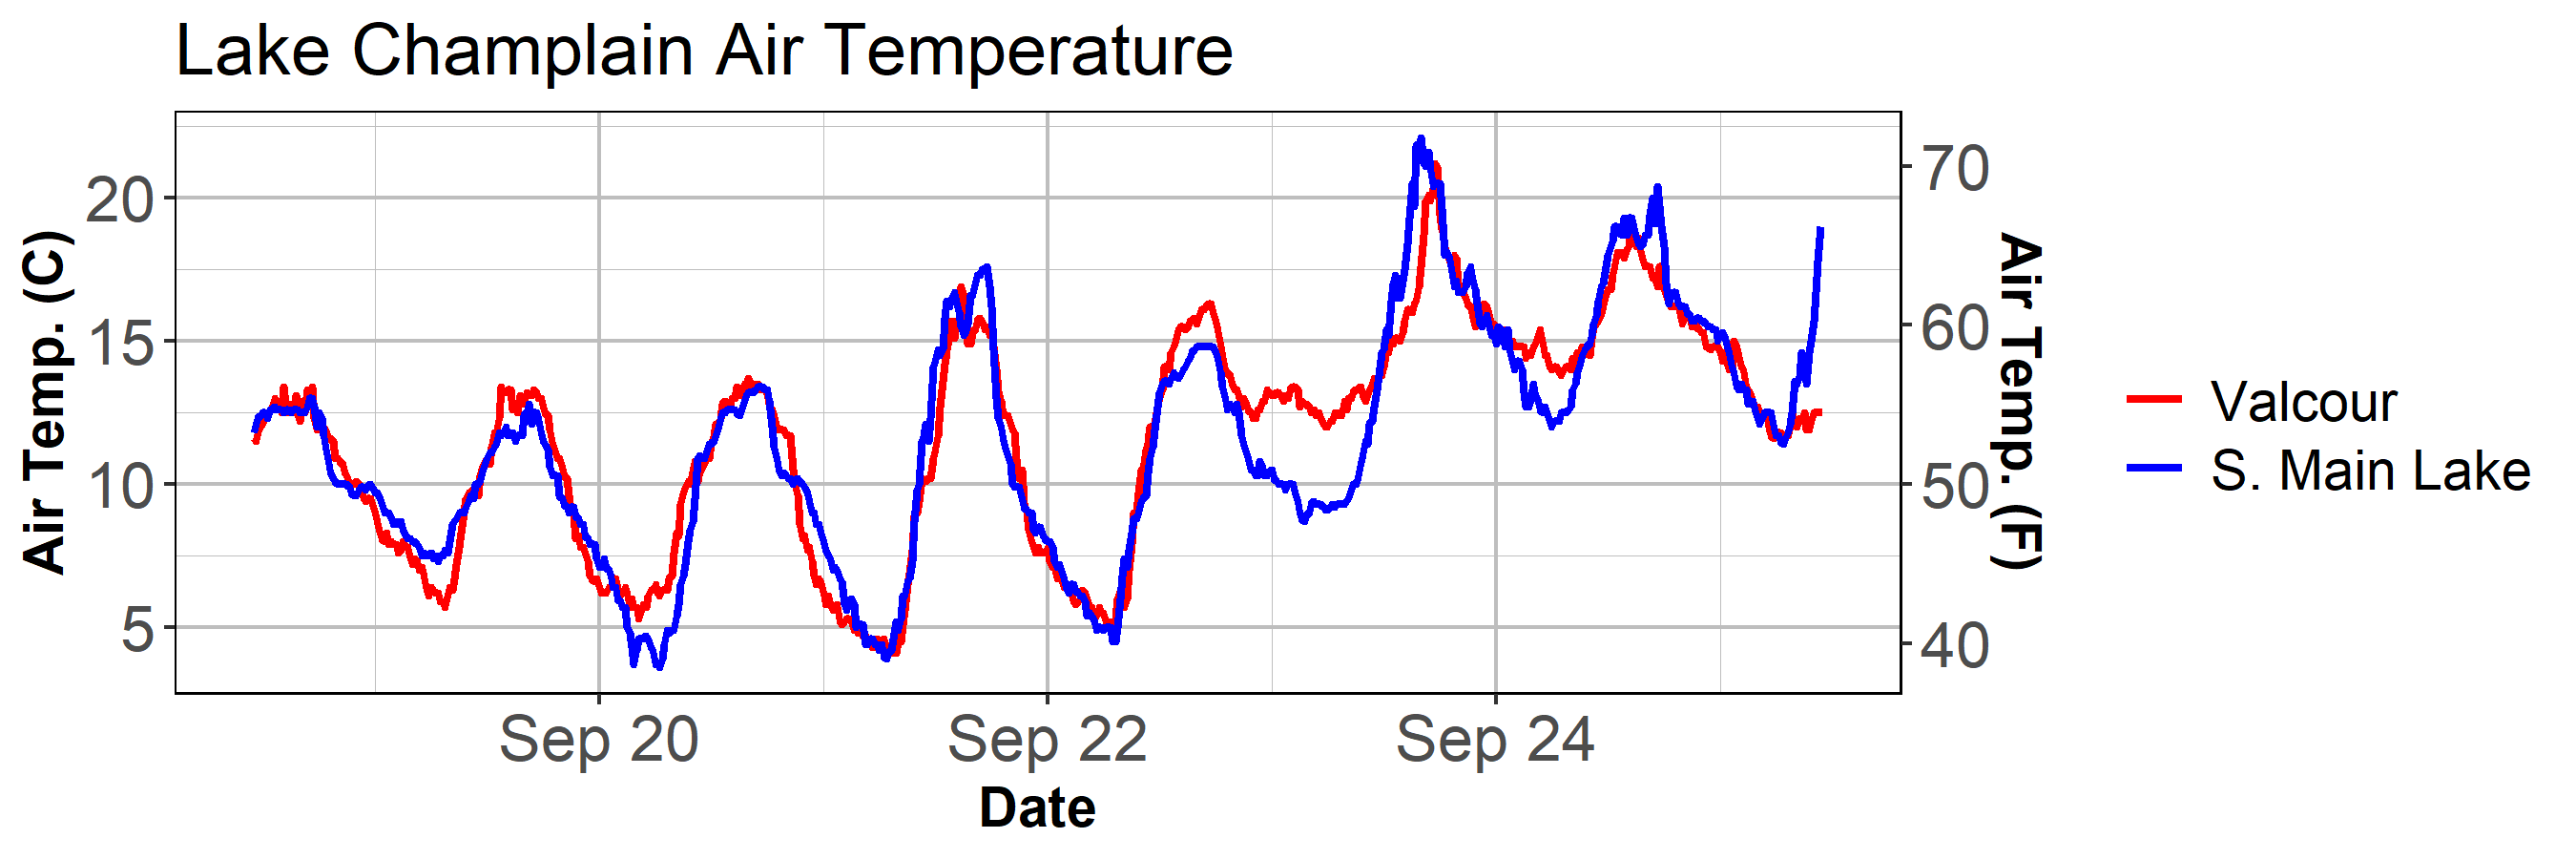 Lake Champlain Air Temperature
Air Temp. (C)
20
15
10
5
70
60
50
40
Air Temp. (F)
Sep 20
Sep 22
Sep 24
Date
Valcour
S. Main Lake